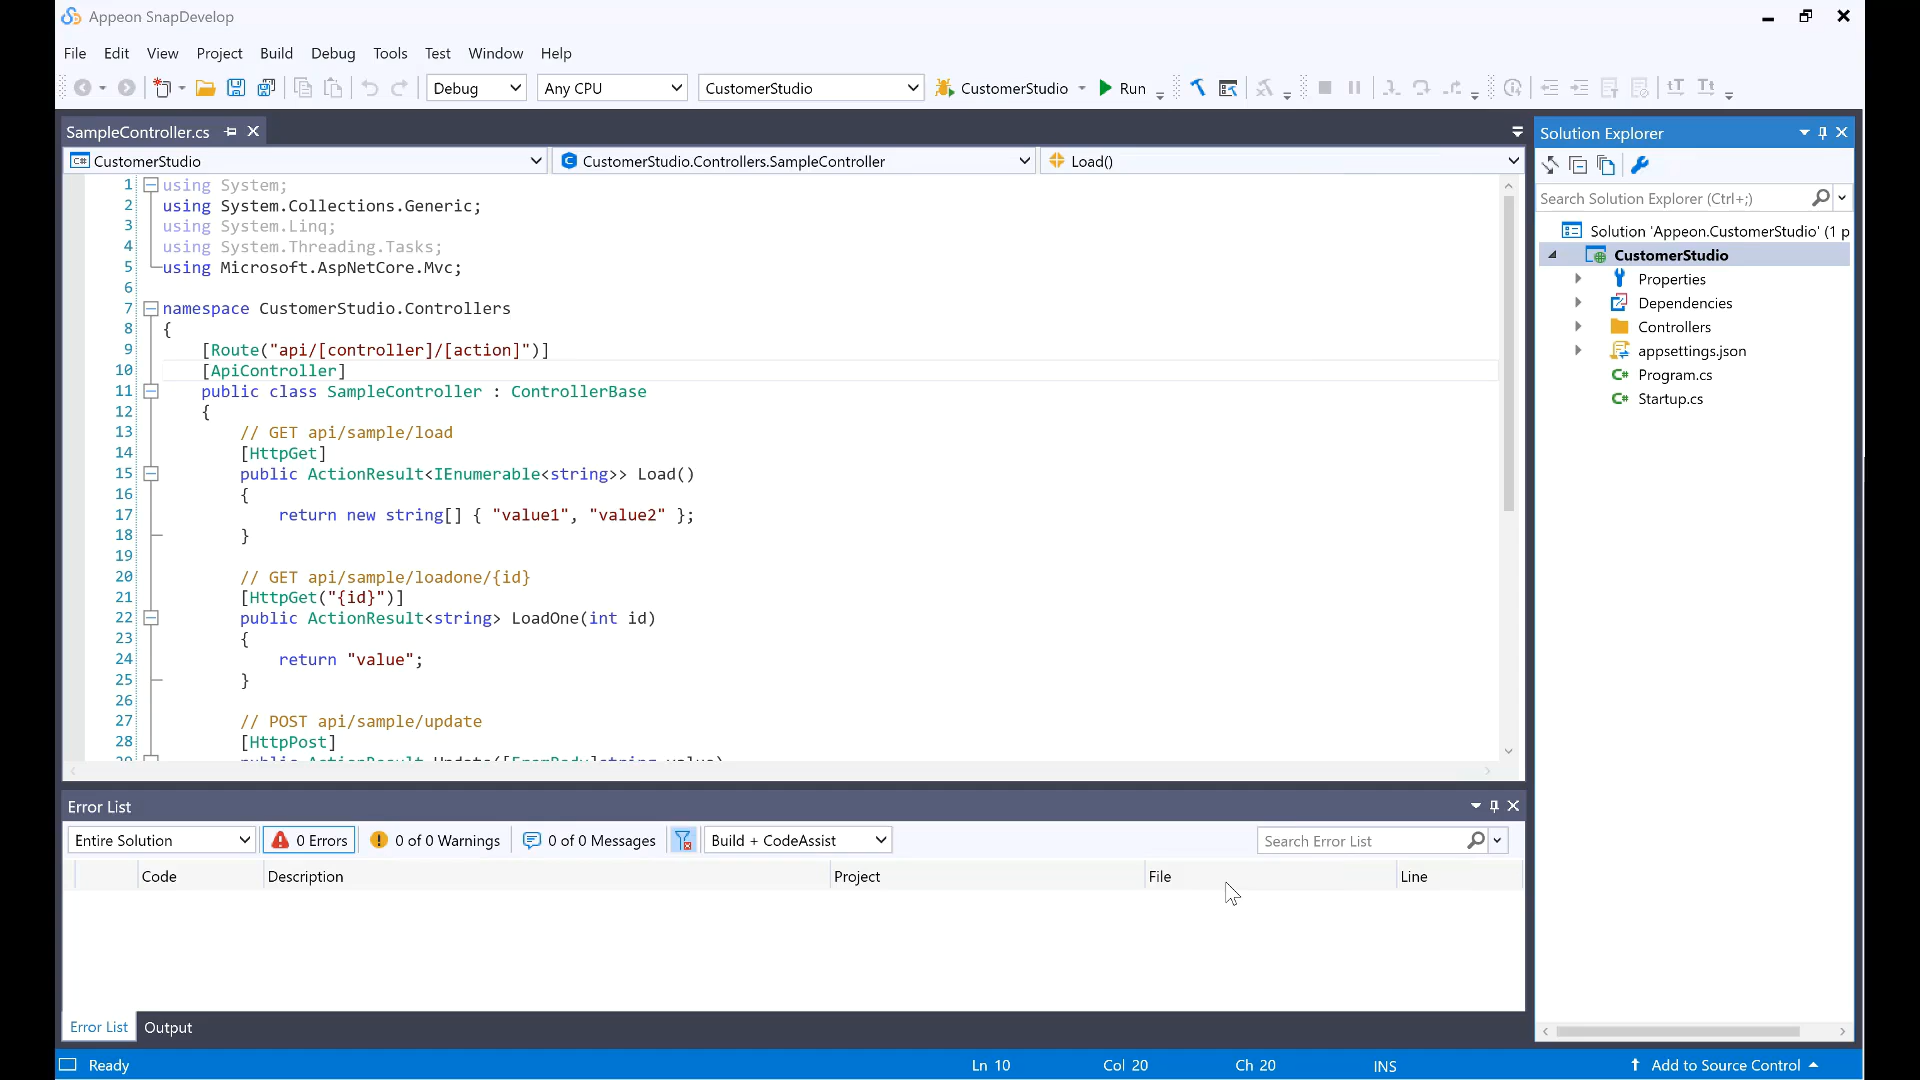 Appeon SnapDevelop
File Edit View Project Build Debug Tools Test Window Help
Debug Any CPU CustomerStudio CustomerStudio Run
SampleController.cs
CustomerStudio CustomerStudio.Controllers.SampleController Load()
1 using System;
2 using System.Collections.Generic;
3 using System.Linq;
4 using System.Threading.Tasks;
5 using Microsoft.AspNetCore.Mvc;
6
7 namespace CustomerStudio.Controllers
8 {
9 [Route("api/[controller]/[action]")]
10 [ApiController]
11 public class SampleController : ControllerBase
12 {
13 // GET api/sample/load
14 [HttpGet]
15 public ActionResult<IEnumerable<string>> Load()
16 {
17 return new string[] { "value1", "value2" };
18 }
19
20 // GET api/sample/loadone/{id}
21 [HttpGet("{id}")]
22 public ActionResult<string> LoadOne(int id)
23 {
24 return "value";
25 }
26
27 // POST api/sample/update
28 [HttpPost]
29 public ActionResult Update([FromBody]string value)
Solution Explorer
Search Solution Explorer (Ctrl+;)
Solution 'Appeon.CustomerStudio' (1 p
CustomerStudio
Properties
Dependencies
Controllers
appsettings.json
C# Program.cs
C# Startup.cs
Error List
Entire Solution 0 Errors 0 of 0 Warnings 0 of 0 Messages Build + CodeAssist Search Error List
Code Description Project File Line
Error List Output
Ready Ln 10 Col 20 Ch 20 INS Add to Source Control